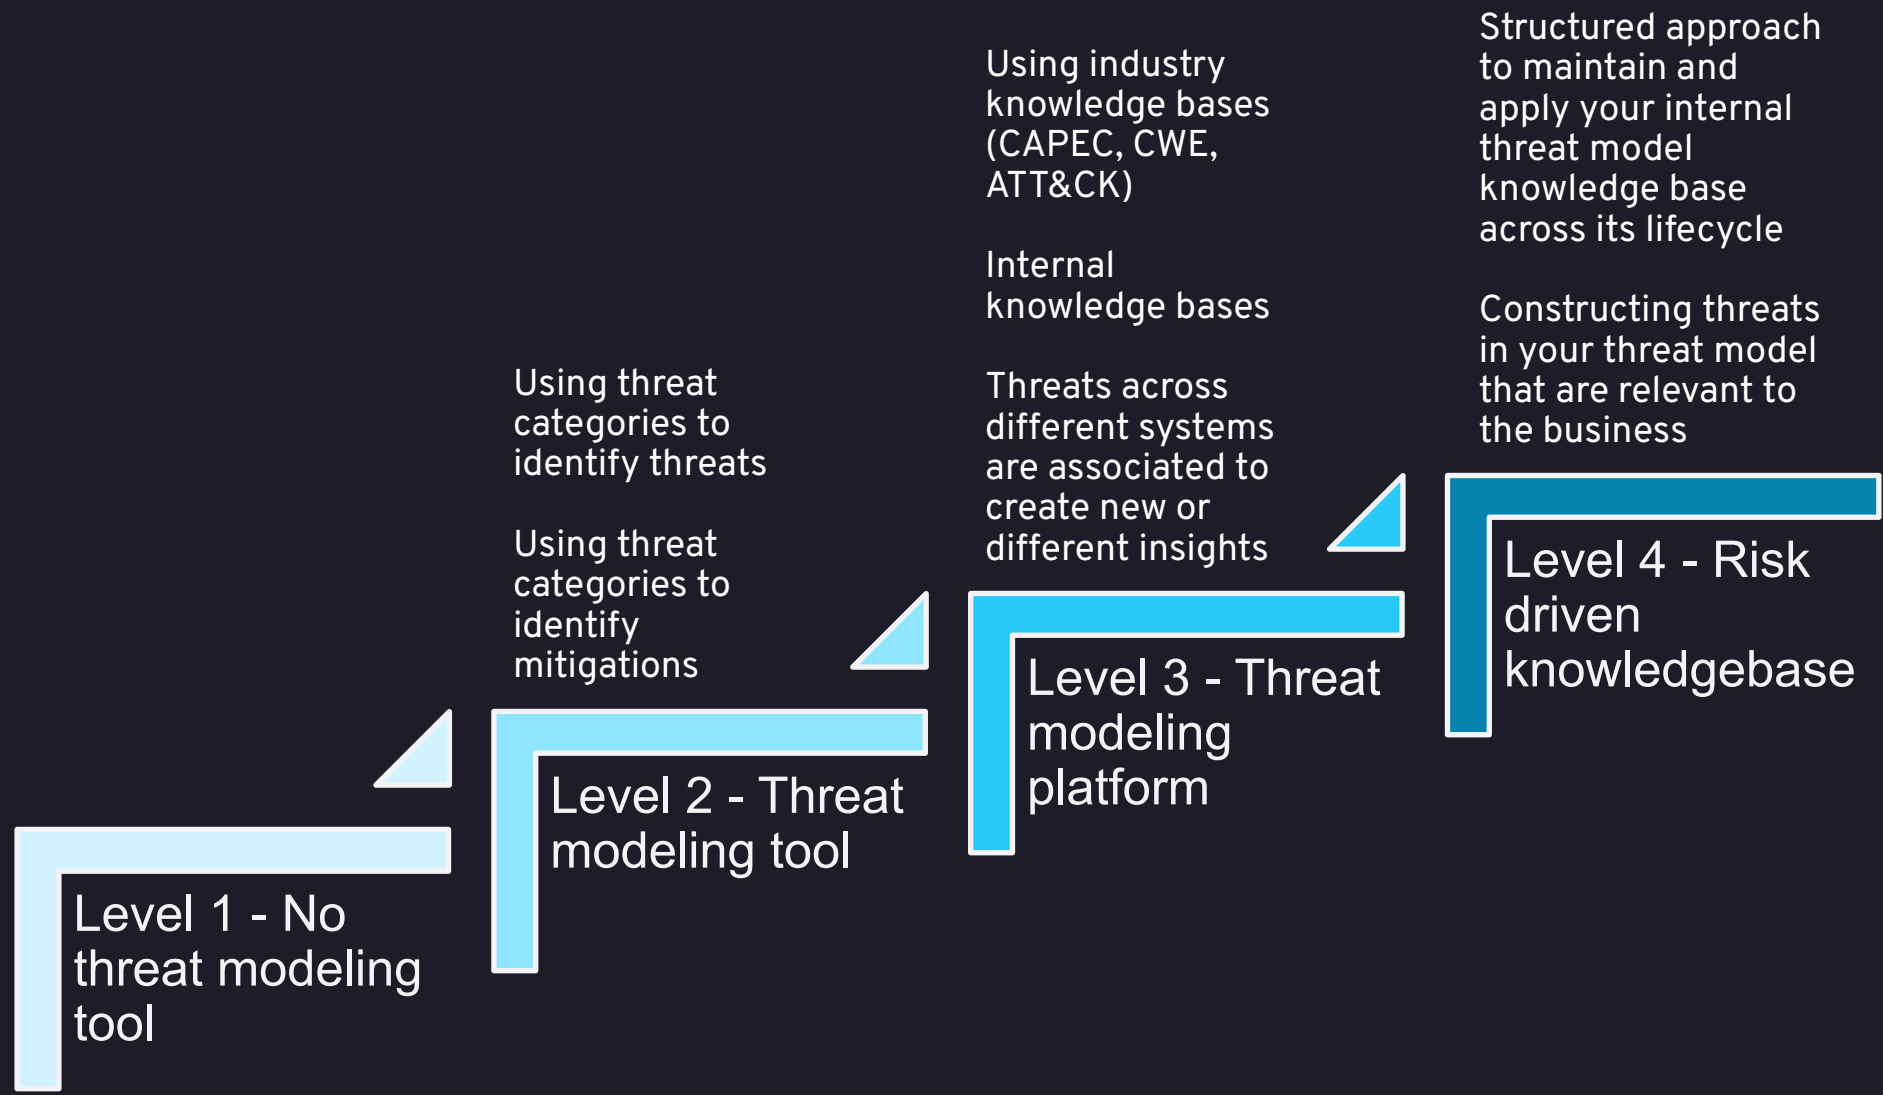 Structured approach
to maintain and
apply your internal
threat model
knowledge base
across its lifecycle
Constructing threats
in your threat model
that are relevant to
the business
Using industry
knowledge bases
(CAPEC, CWE,
ATT&CK)
Internal
knowledge bases
Threats across
different systems
are associated to
create new or
different insights
Using threat
categories to
identify threats
Using threat
categories to
identify
mitigations
Level 4 - Risk
driven
knowledgebase
Level 3 - Threat
modeling
platform
Level 2 - Threat
modeling tool
Level 1 - No
threat modeling
tool